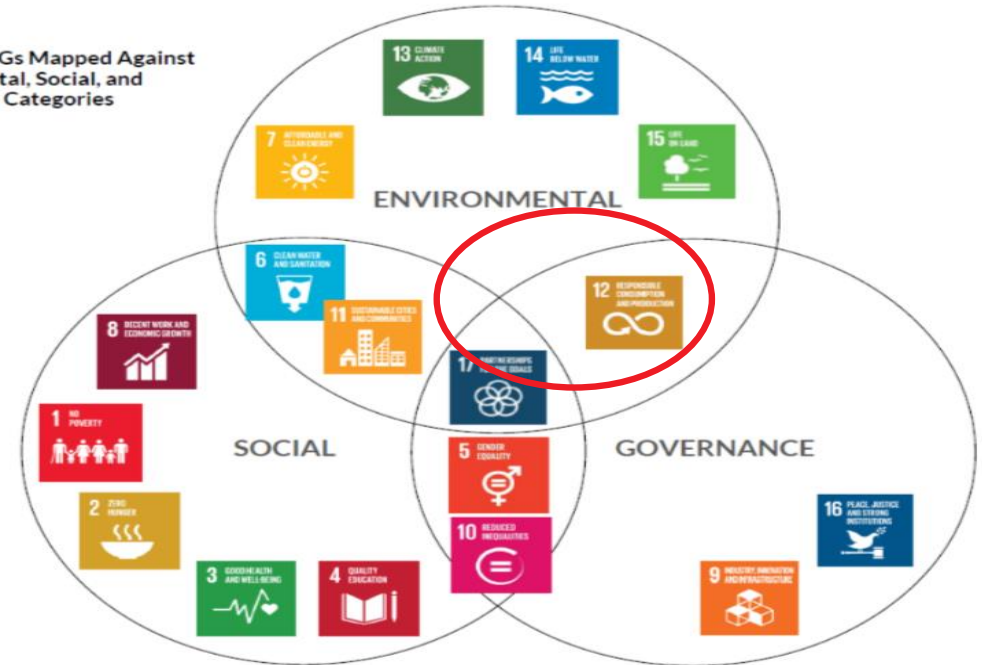 Gs Mapped Against
tal, Social, and
Categories
13 CLIMATE
ACTION
14 LIFE
BELOW WATER
7 AFFORDABLE AND
CLEAN ENERGY
15 LIFE
ON LAND
ENVIRONMENTAL
6 CLEAN WATER
AND SANITATION
12 RESPONSIBLE
CONSUMPTION
AND PRODUCTION
11 SUSTAINABLE CITIES
AND COMMUNITIES
8 DECENT WORK AND
ECONOMIC GROWTH
17 PARTNERSHIPS
THE GOALS
1 NO
POVERTY
SOCIAL
5 GENDER
EQUALITY
GOVERNANCE
2 ZERO
HUNGER
16 PEACE, JUSTICE
AND STRONG
INSTITUTIONS
10 REDUCED
INEQUALITIES
3 GOOD HEALTH
AND WELL-BEING
4 QUALITY
EDUCATION
9 INDUSTRY, INNOVATION
AND INFRASTRUCTURE